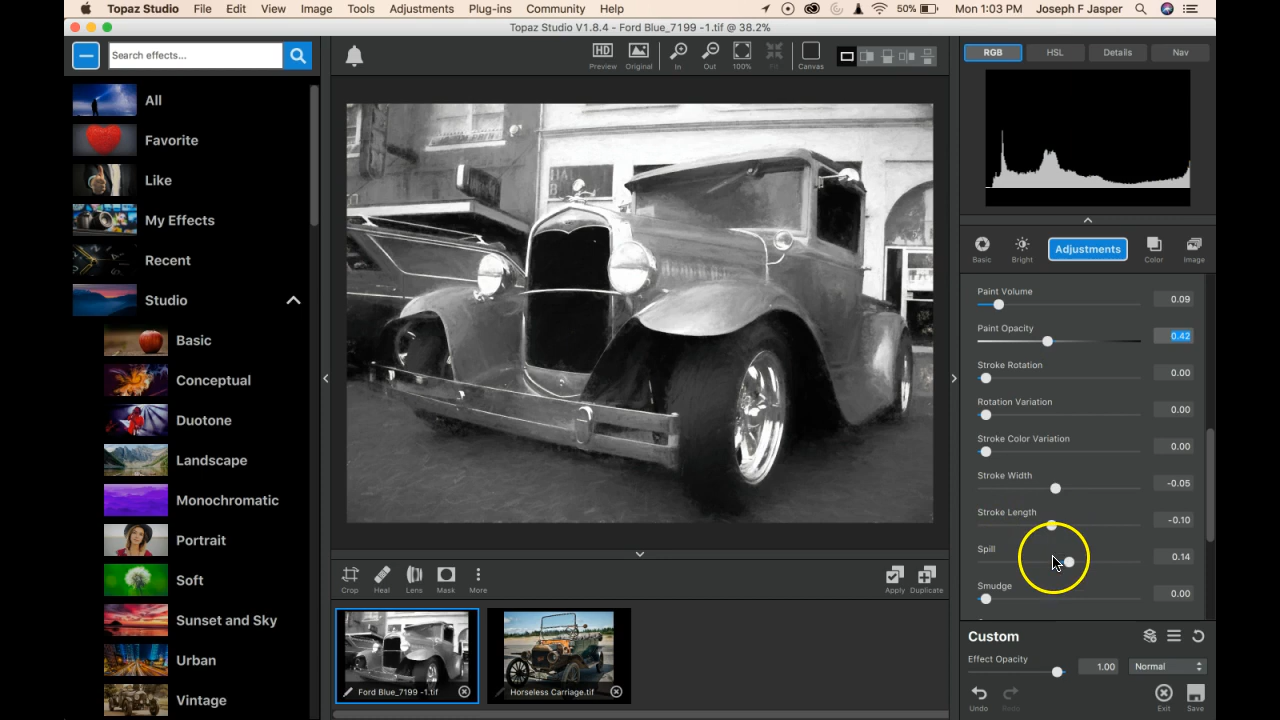 Topaz Studio File Edit View Image Tools Adjustments Plug-ins Community Help 50% Mon 1:03 PM Joseph F Jasper
Topaz Studio V1.8.4 - Ford Blue_7199 -1.tif @ 38.2%
Search effects...
All
Favorite
Like
My Effects
Recent
Studio
Basic
Conceptual
Duotone
Landscape
Monochromatic
Portrait
Soft
Sunset and Sky
Urban
Vintage
HD
Preview Original In Out 100% Fit Canvas
Crop Heal Lens Mask More Apply Duplicate
Ford Blue_7199 -1.tif Horseless Carriage.tif
RGB HSL Details Nav
Basic Bright Adjustments Color Image
Paint Volume 0.09
Paint Opacity 0.42
Stroke Rotation 0.00
Rotation Variation 0.00
Stroke Color Variation 0.00
Stroke Width -0.05
Stroke Length -0.10
Spill 0.14
Smudge 0.00
Custom
Effect Opacity 1.00 Normal
Undo Redo Exit Save